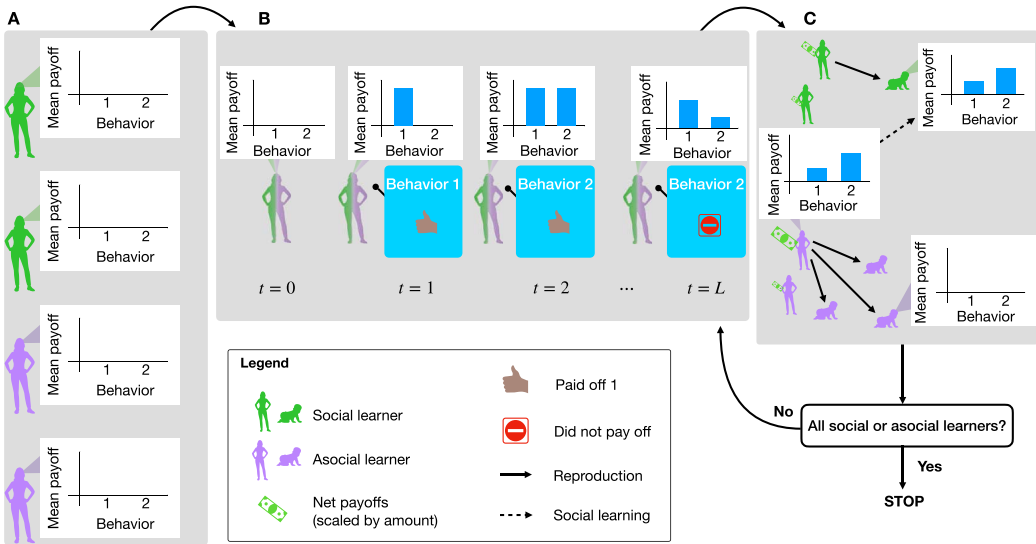 A
Mean payoff
1 2
Behavior
Mean payoff
1 2
Behavior
Mean payoff
1 2
Behavior
Mean payoff
1 2
Behavior
B
Mean payoff
1 2
Behavior
Mean payoff
1 2
Behavior
Mean payoff
1 2
Behavior
Mean payoff
1 2
Behavior
Behavior 1
Behavior 2
Behavior 2
t = 0
t = 1
t = 2
...
t = L
C
Mean payoff
1 2
Behavior
Mean payoff
1 2
Behavior
Mean payoff
1 2
Behavior
All social or asocial learners?
No
Yes
STOP
Legend
Social learner
Asocial learner
Net payoffs
(scaled by amount)
Paid off 1
Did not pay off
Reproduction
Social learning